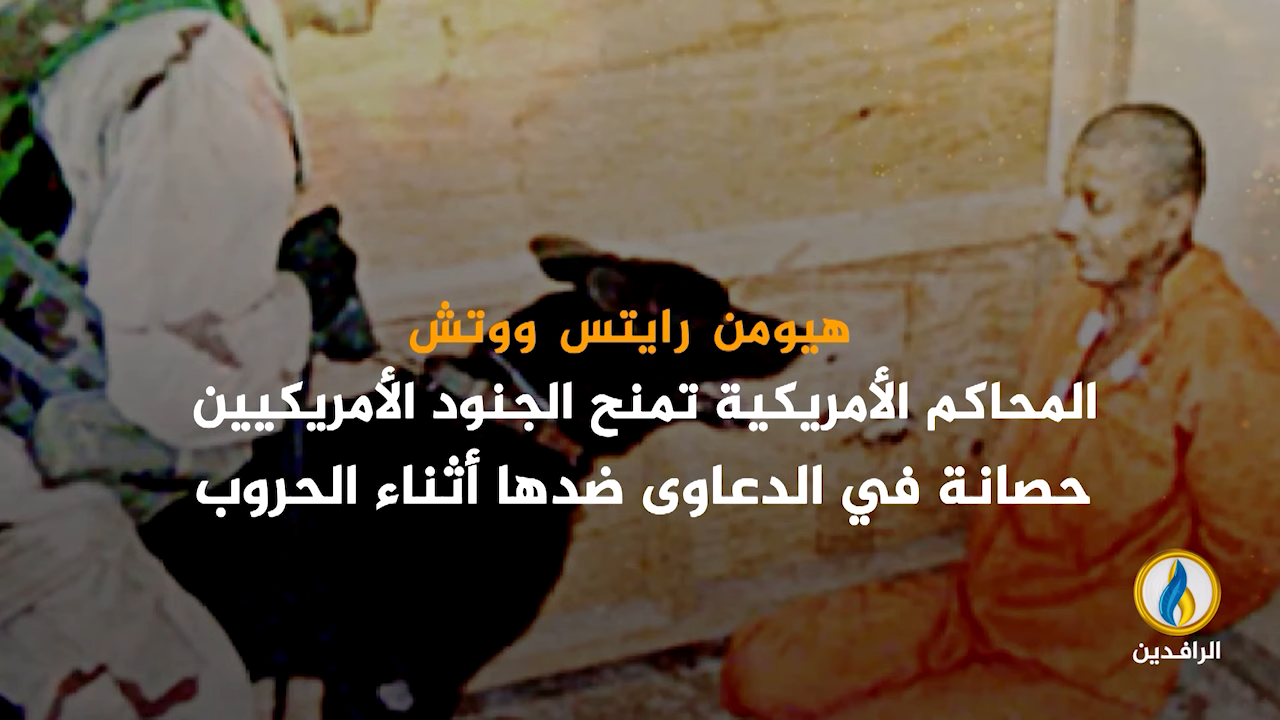 هيومن رايتس ووتش
المحاكم الأمريكية تمنح الجنود الأمريكيين
حصانة في الدعاوى ضدها أثناء الحروب
الرافدين